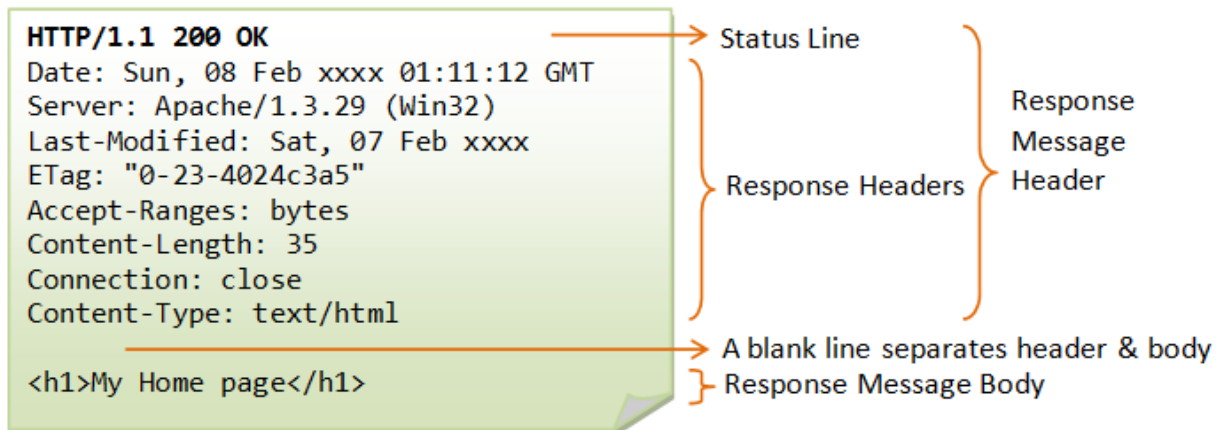 HTTP/1.1 200 OK
Date: Sun, 08 Feb xxxx 01:11:12 GMT
Server: Apache/1.3.29 (Win32)
Last-Modified: Sat, 07 Feb xxxx
ETag: "0-23-4024c3a5"
Accept-Ranges: bytes
Content-Length: 35
Connection: close
Content-Type: text/html
<h1>My Home page</h1>
Status Line
Response Headers
Response
Message
Header
A blank line separates header & body
Response Message Body